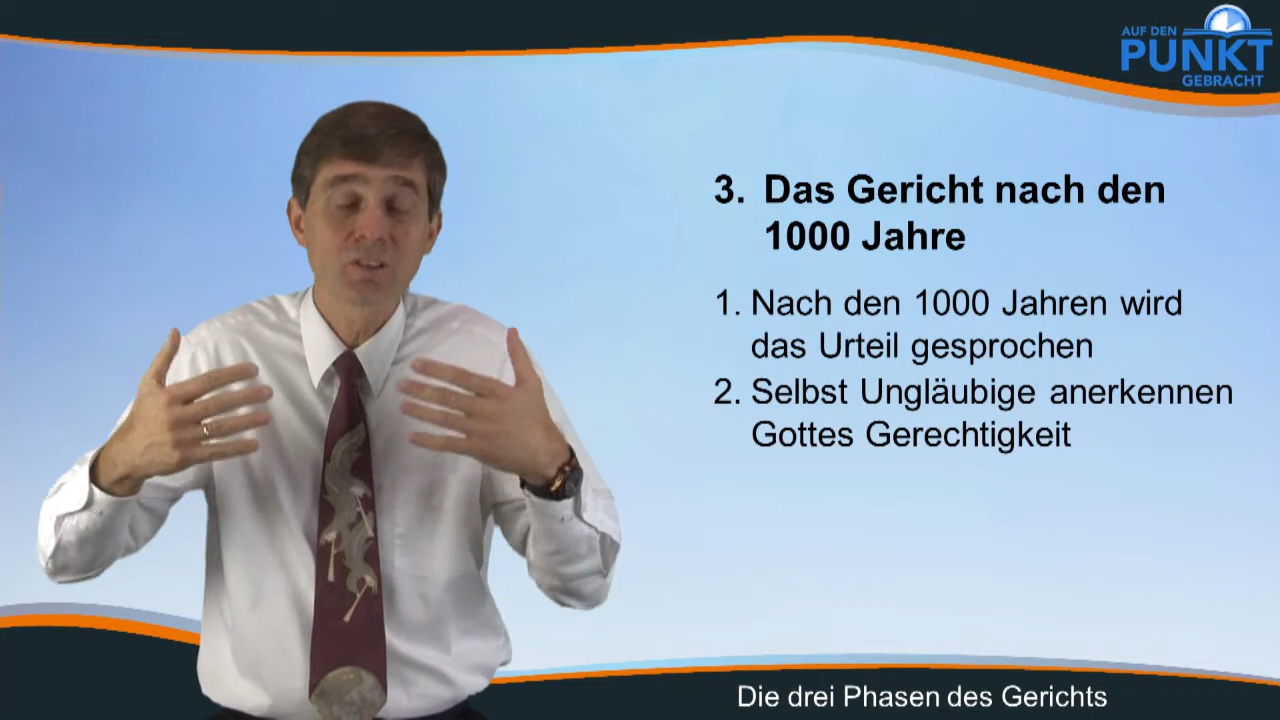 AUF DEN
PUNKT
GEBRACHT
3. Das Gericht nach den
1000 Jahre
1. Nach den 1000 Jahren wird
das Urteil gesprochen
2. Selbst Ungläubige anerkennen
Gottes Gerechtigkeit
Die drei Phasen des Gerichts